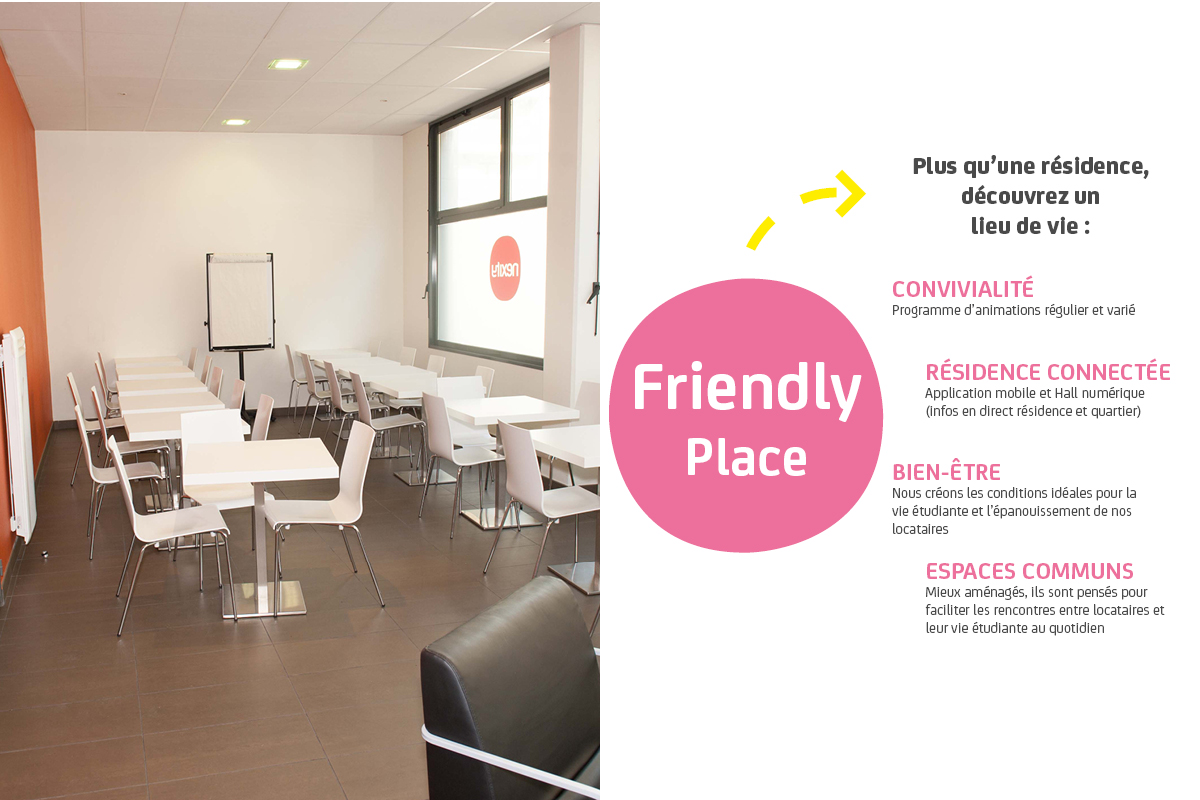 nexity
Friendly
Place
Plus qu'une résidence,
découvrez un
lieu de vie :
CONVIVIALITÉ
Programme d'animations régulier et varié
RÉSIDENCE CONNECTÉE
Application mobile et Hall numérique
(infos en direct résidence et quartier)
BIEN-ÊTRE
Nous créons les conditions idéales pour la
vie étudiante et l'épanouissement de nos
locataires
ESPACES COMMUNS
Mieux aménagés, ils sont pensés pour
faciliter les rencontres entre locataires et
leur vie étudiante au quotidien